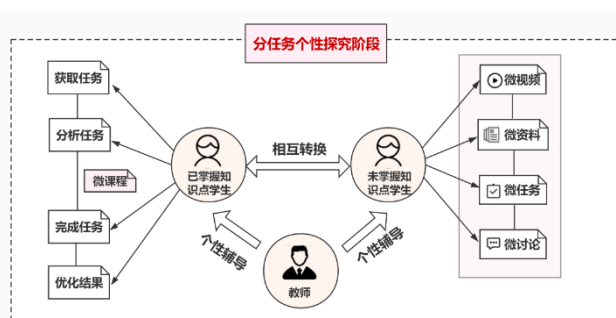 分任务个性探究阶段
获取任务
分析任务
微课程
完成任务
优化结果
已掌握知
识点学生
相互转换
未掌握知
识点学生
个性辅导
个性辅导
教师
微视频
微资料
微任务
微讨论